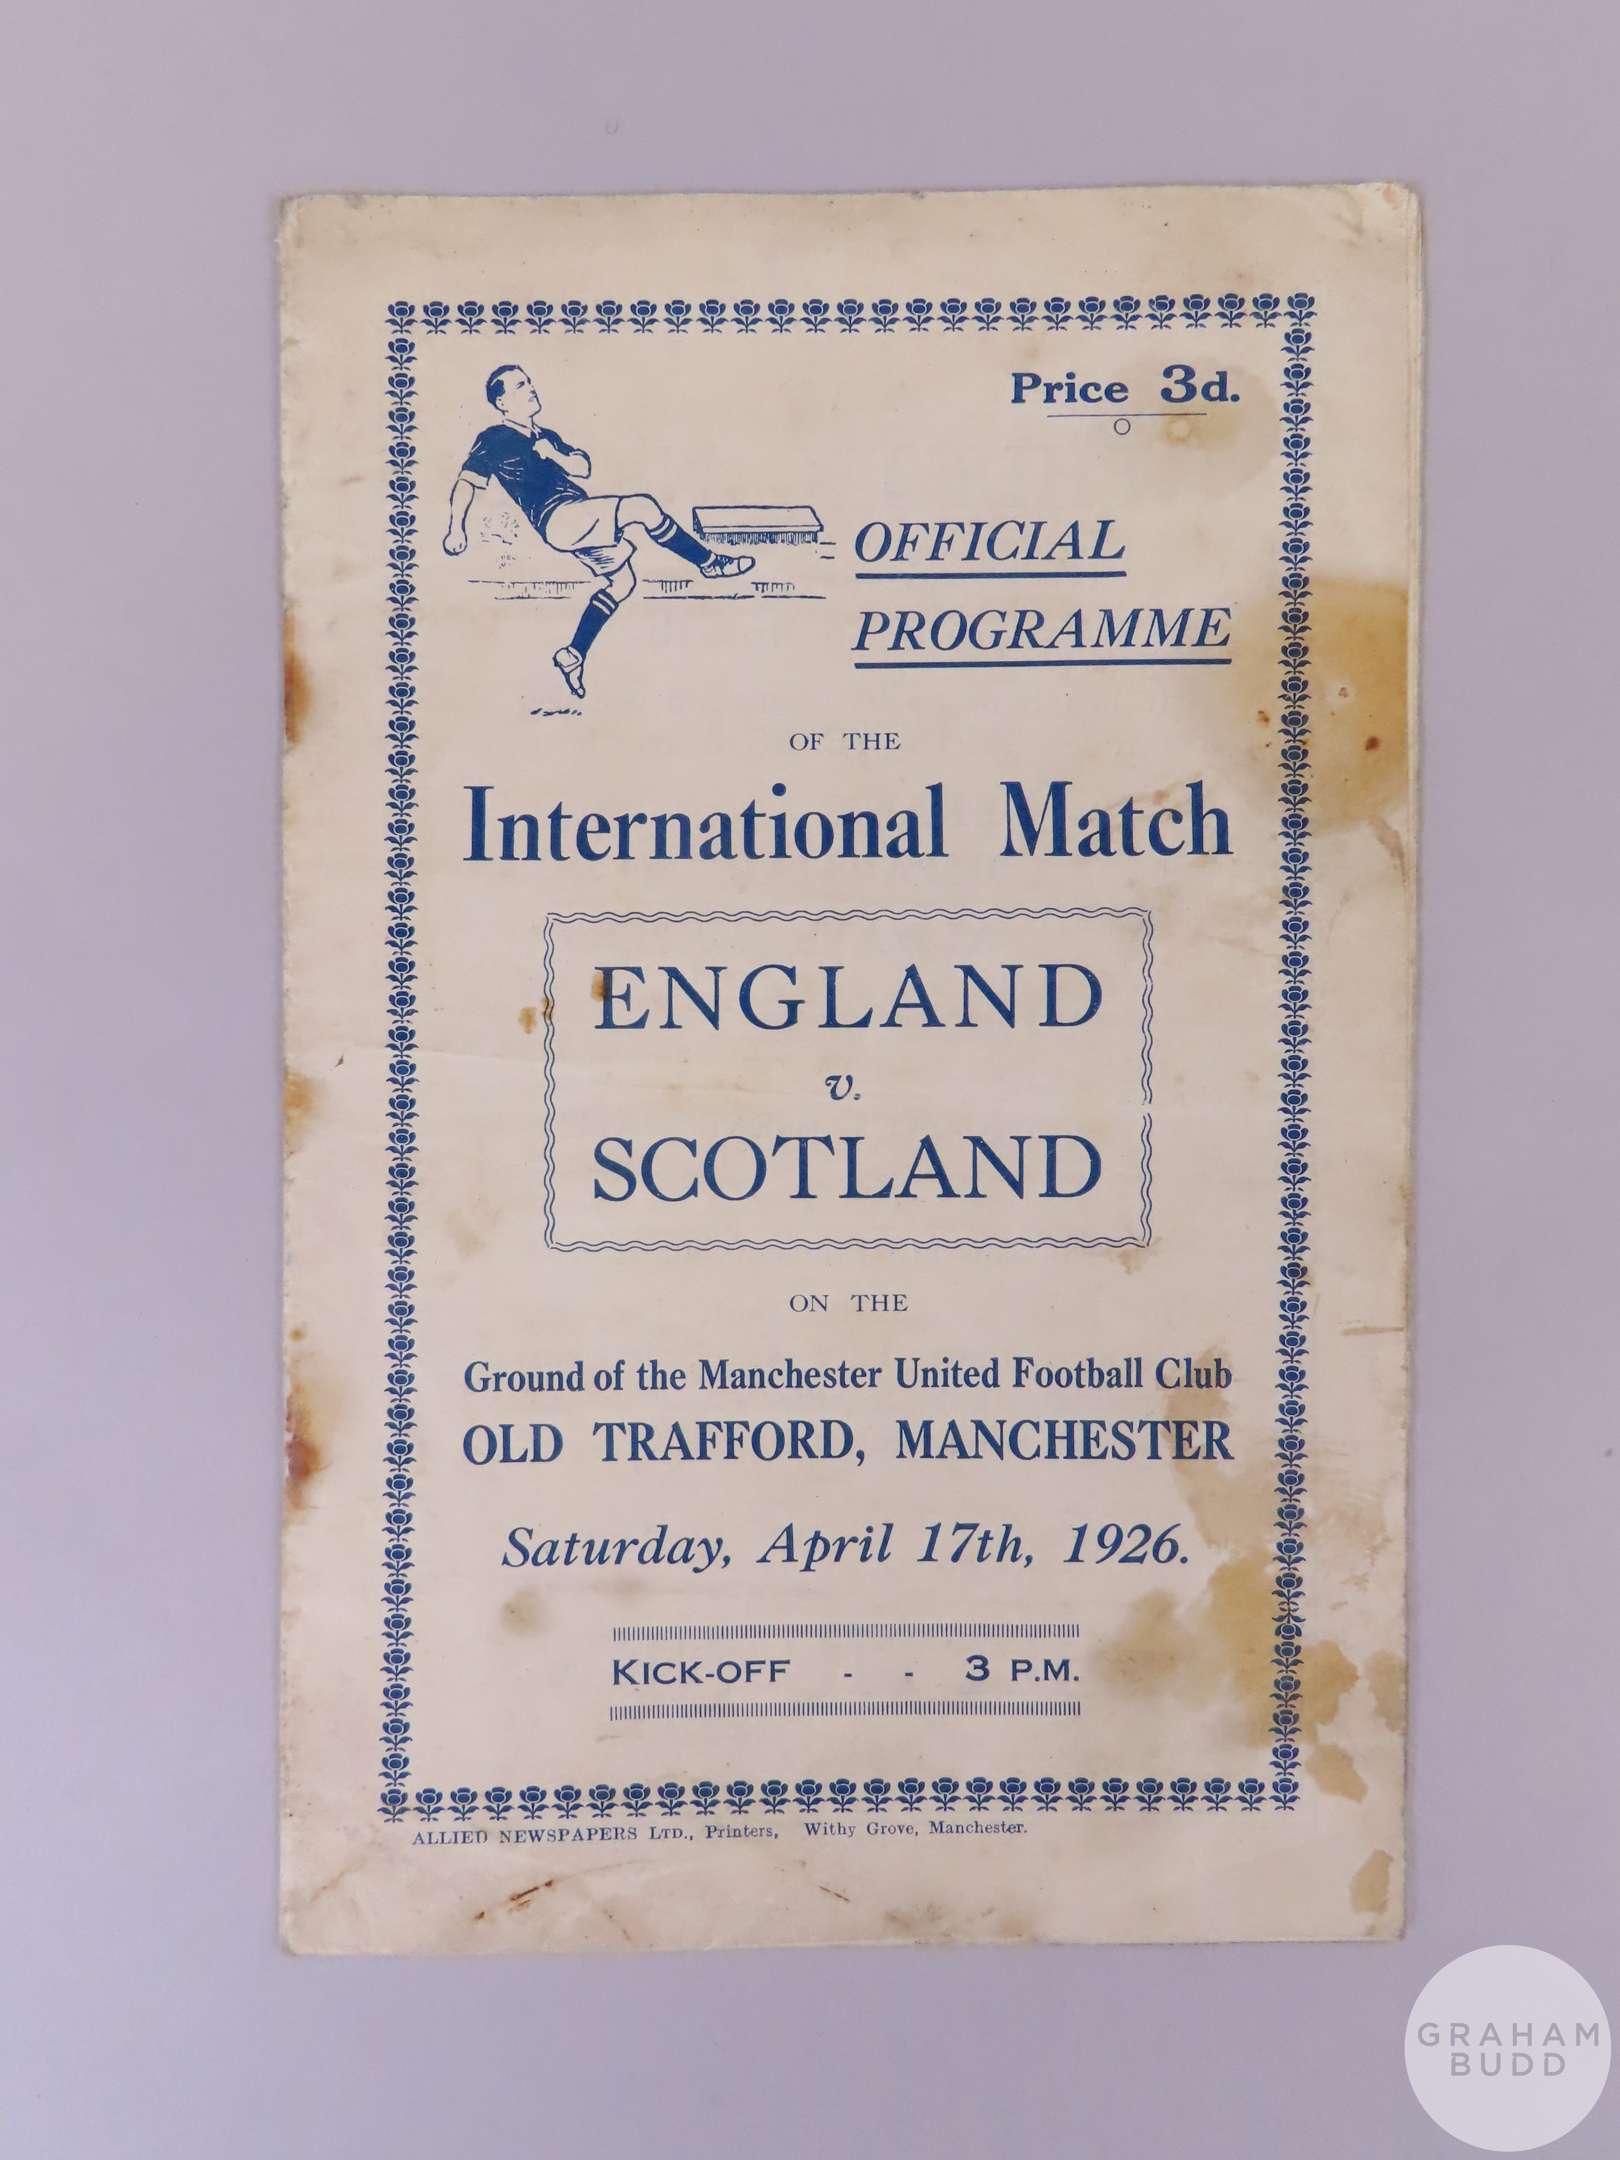 Price 3d.
OFFICIAL
PROGRAMME
OF THE
International Match
ENGLAND
v.
SCOTLAND
ON THE
Ground of the Manchester United Football Club
OLD TRAFFORD, MANCHESTER
Saturday, April 17th, 1926.
KICK-OFF - - 3 P.M.
ALLIED NEWSPAPERS LTD., Printers, Withy Grove, Manchester.
GRAHAM
BUDD